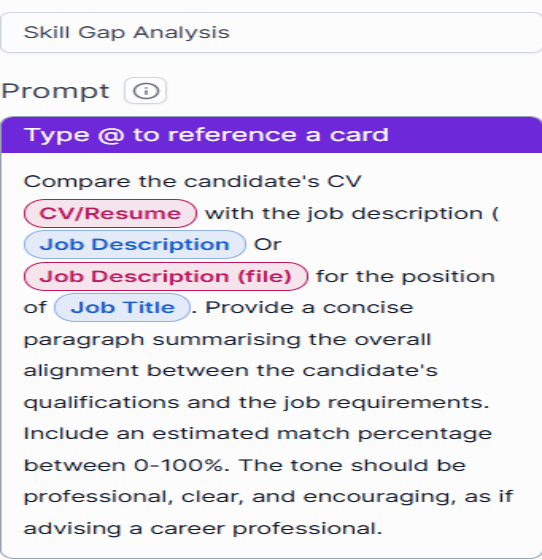 Skill Gap Analysis
Prompt
Type @ to reference a card
Compare the candidate's CV
CV/Resume with the job description (
Job Description Or
Job Description (file) for the position
of Job Title. Provide a concise
paragraph summarising the overall
alignment between the candidate's
qualifications and the job requirements.
Include an estimated match percentage
between 0-100%. The tone should be
professional, clear, and encouraging, as if
advising a career professional.